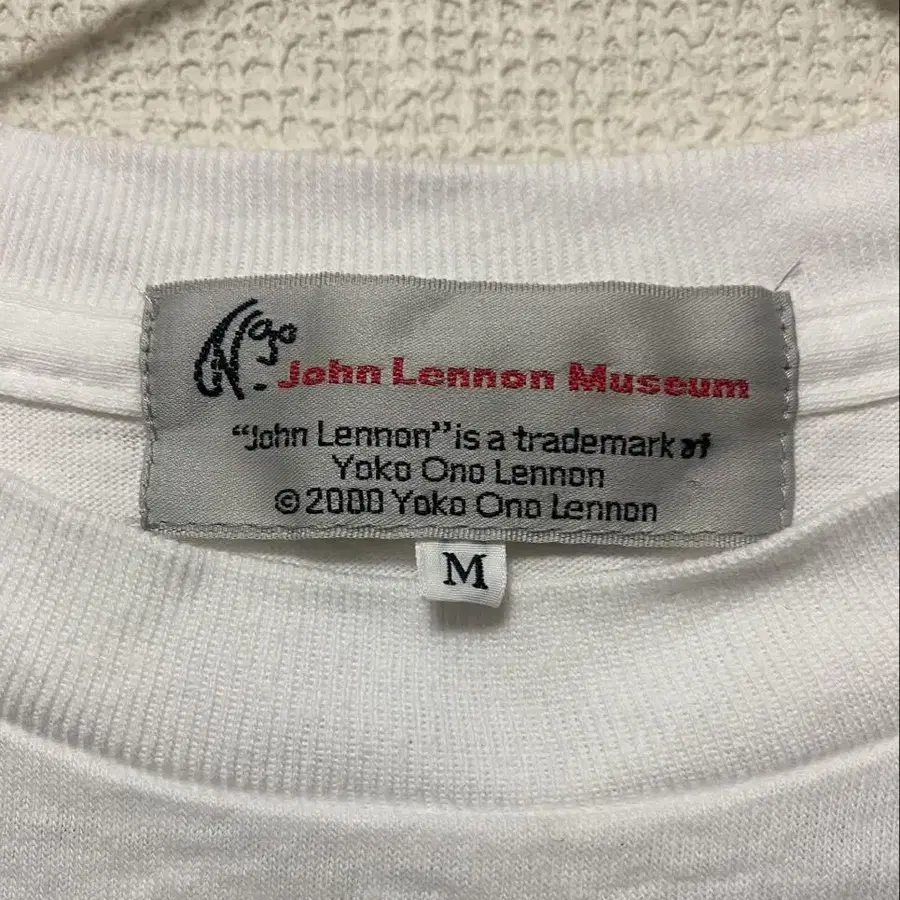 John Lennon Museum
“John Lennon” is a trademark of
Yoko Ono Lennon
© 2000 Yoko Ono Lennon
M